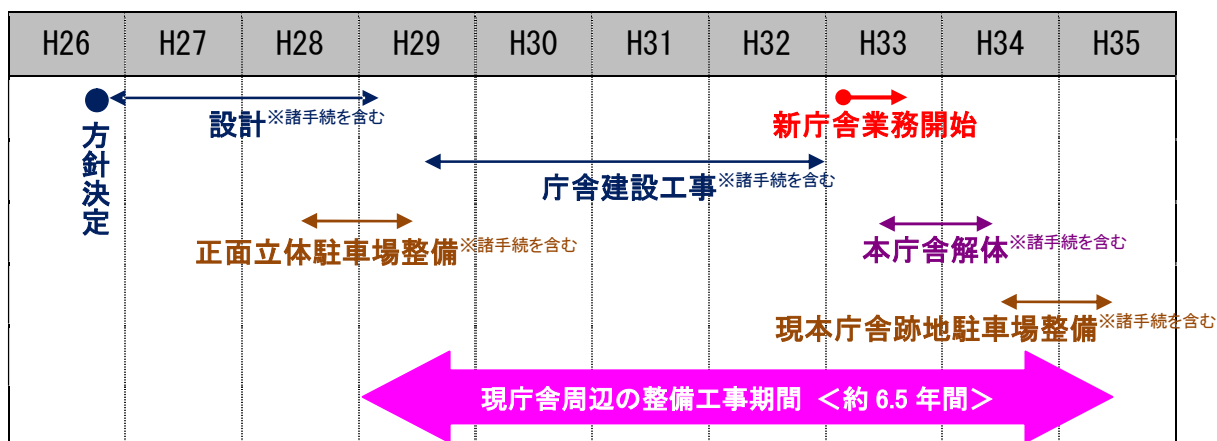 H26 H27 H28 H29 H30 H31 H32 H33 H34 H35
方針決定
設計※諸手続を含む
新庁舎業務開始
庁舎建設工事※諸手続を含む
正面立体駐車場整備※諸手続を含む
本庁舎解体※諸手続を含む
現本庁舎跡地駐車場整備※諸手続を含む
現庁舎周辺の整備工事期間 ＜約 6.5 年間＞